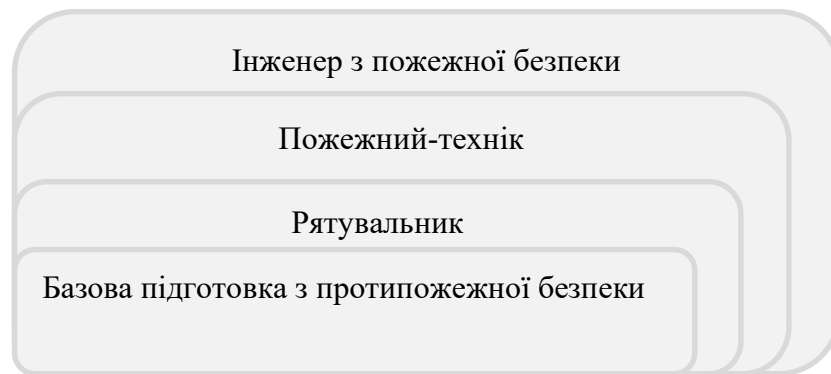 Інженер з пожежної безпеки
Пожежний-технік
Рятувальник
Базова підготовка з протипожежної безпеки